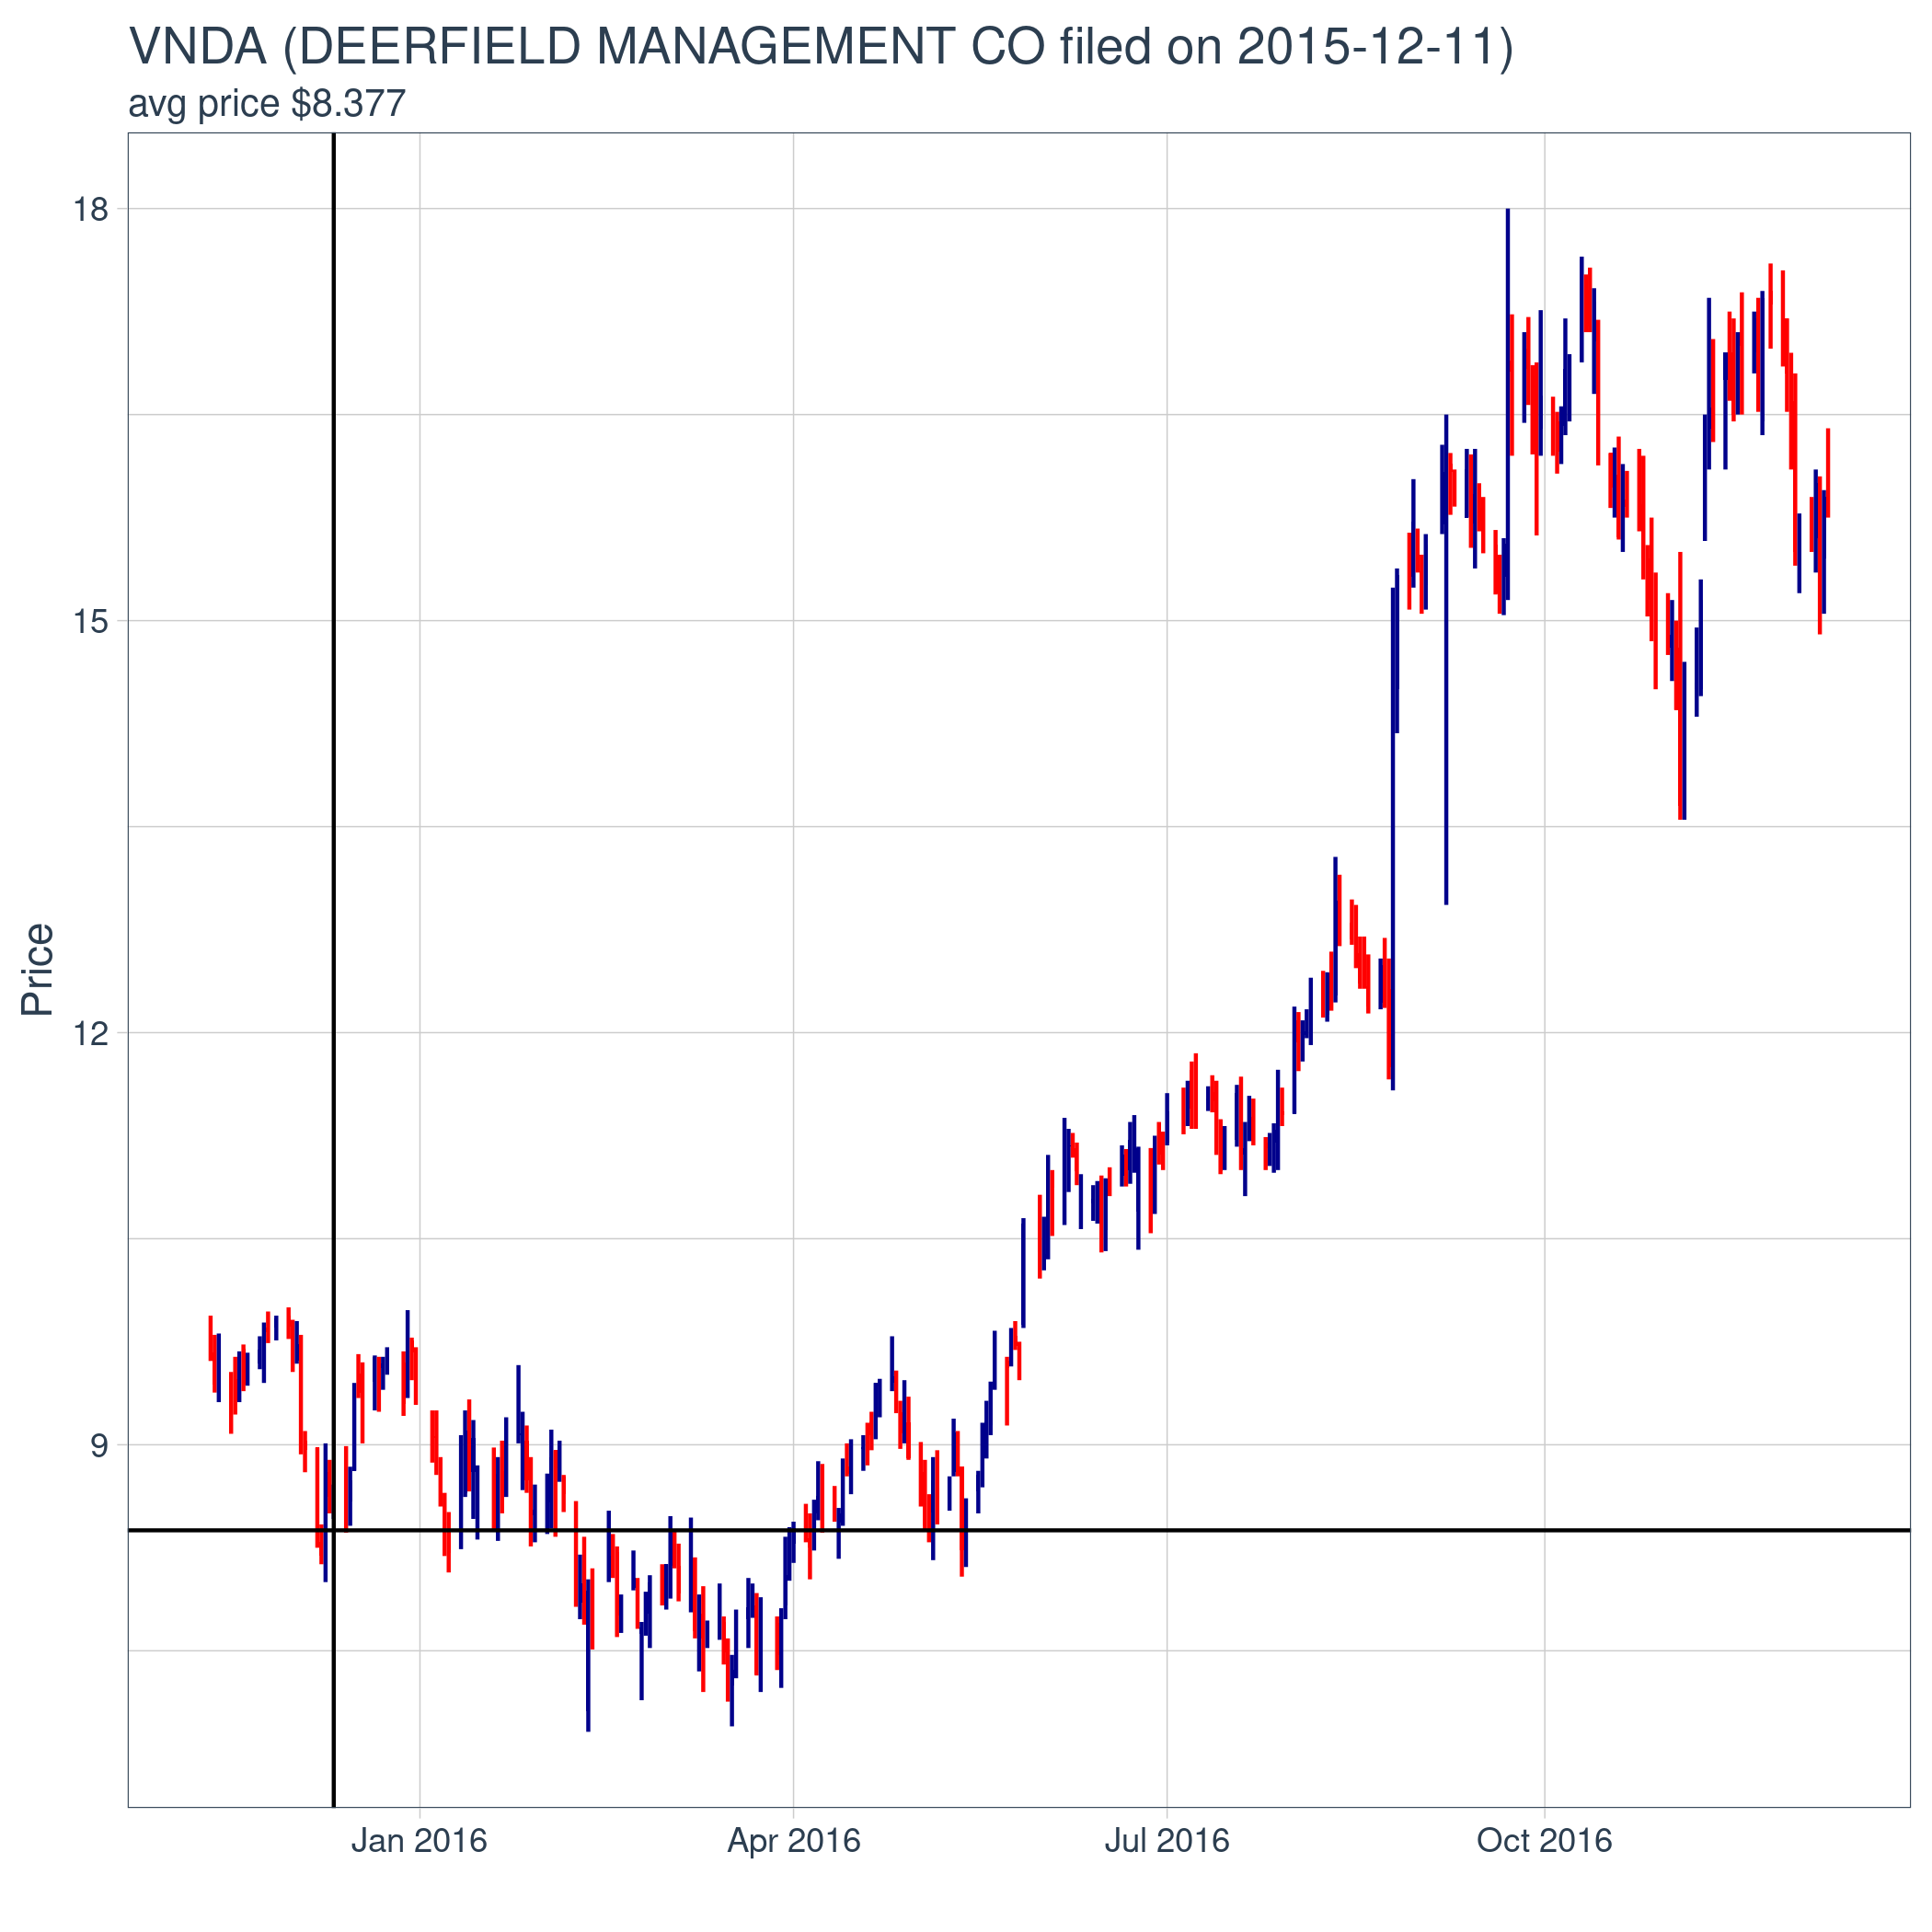 VNDA (DEERFIELD MANAGEMENT CO filed on 2015-12-11)
avg price $8.377
18
15
12
9
Price
Jan 2016
Apr 2016
Jul 2016
Oct 2016